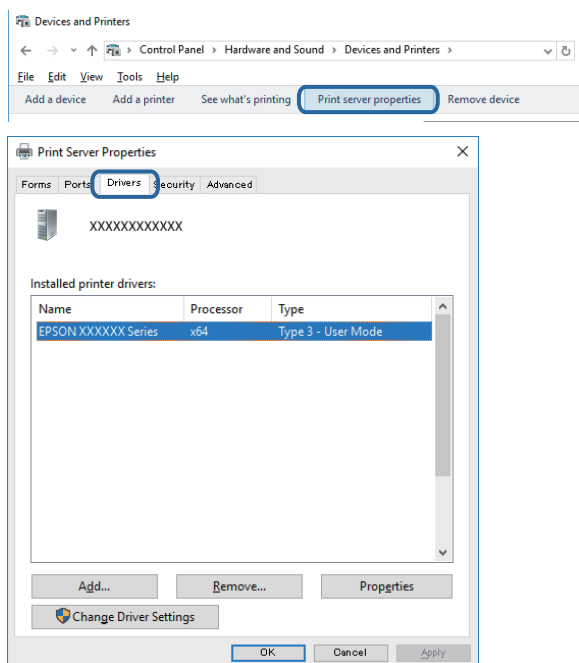 Devices and Printers
Control Panel > Hardware and Sound > Devices and Printers >
File Edit View Tools Help
Add a device Add a printer See what's printing Print server properties Remove device
Print Server Properties
Forms Ports Drivers Security Advanced
XXXXXXXXXXXX
Installed printer drivers:
Name Processor Type
EPSON XXXXXX Series x64 Type 3 - User Mode
Add... Remove... Properties
Change Driver Settings
OK Cancel Apply